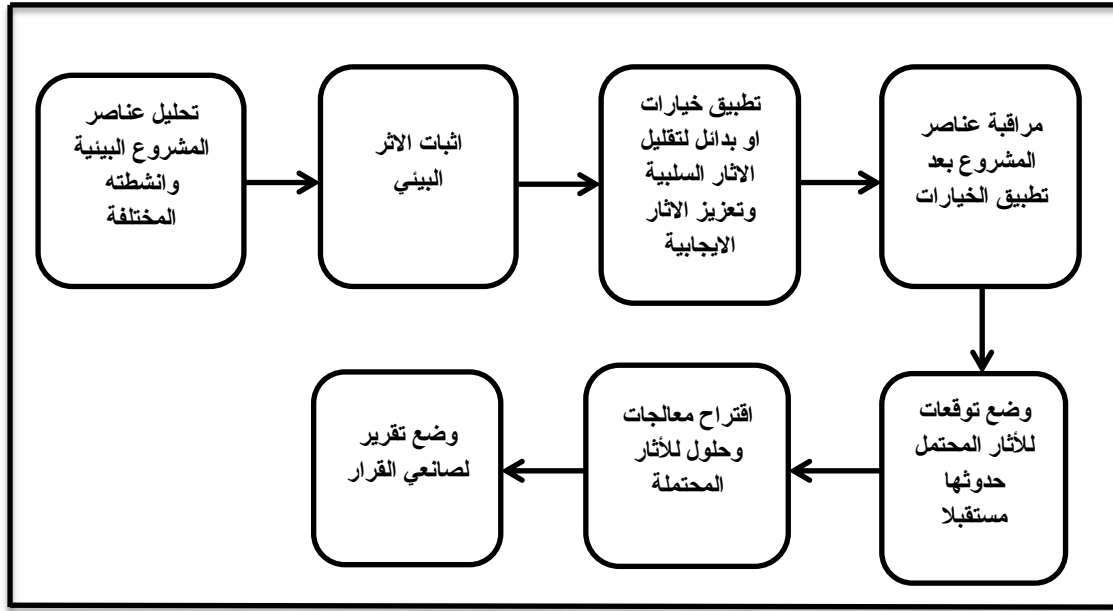 تحليل عناصر
المشروع البيئية
وانشطته
المختلفة
اثبات الاثر
البيئي
تطبيق خيارات
او بدائل لتقليل
الاثار السلبية
وتعزيز الاثار
الايجابية
مراقبة عناصر
المشروع بعد
تطبيق الخيارات
وضع توقعات
للأثار المحتمل
حدوثها
مستقبلا
اقتراح معالجات
وحلول للأثار
المحتملة
وضع تقرير
لصانعي القرار